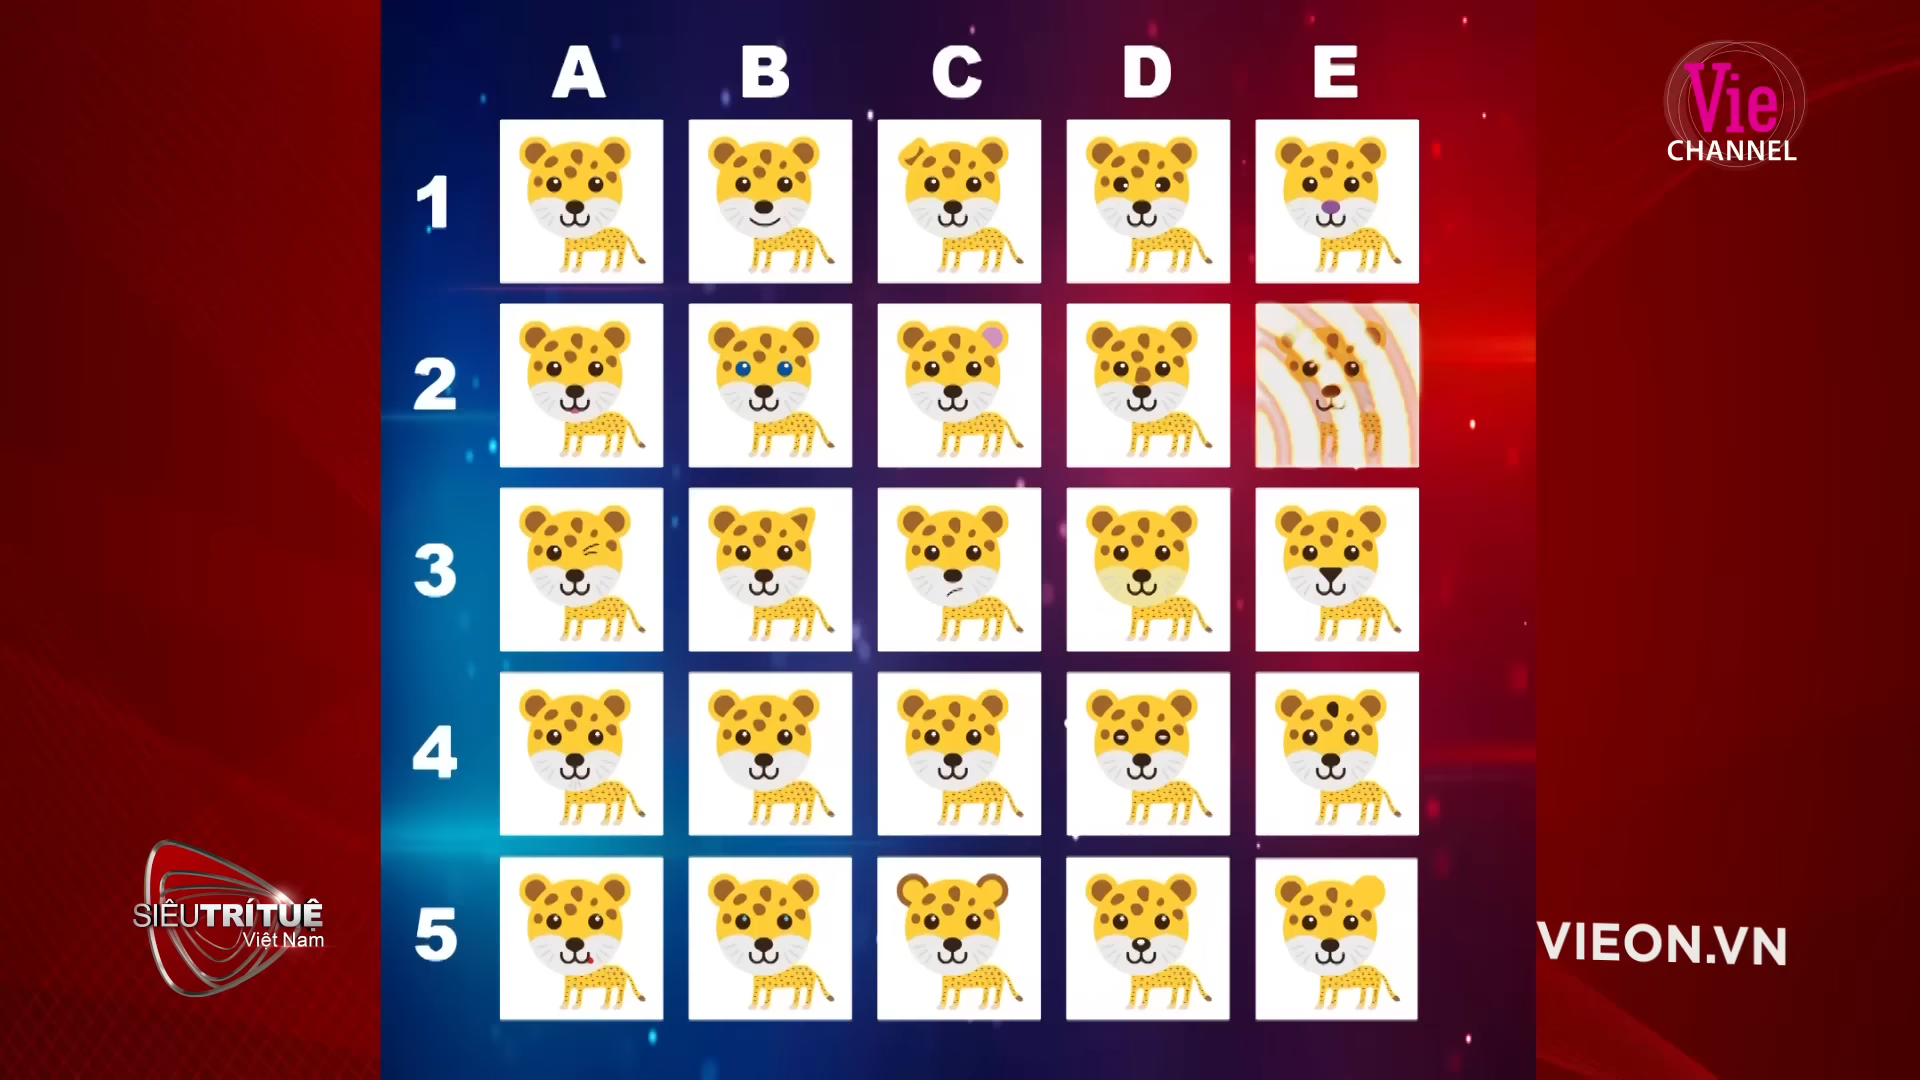 A B C D E
Vie
CHANNEL
1
2
3
4
5
SIÊUTRÍTUỆ
Việt Nam
VIEON.VN